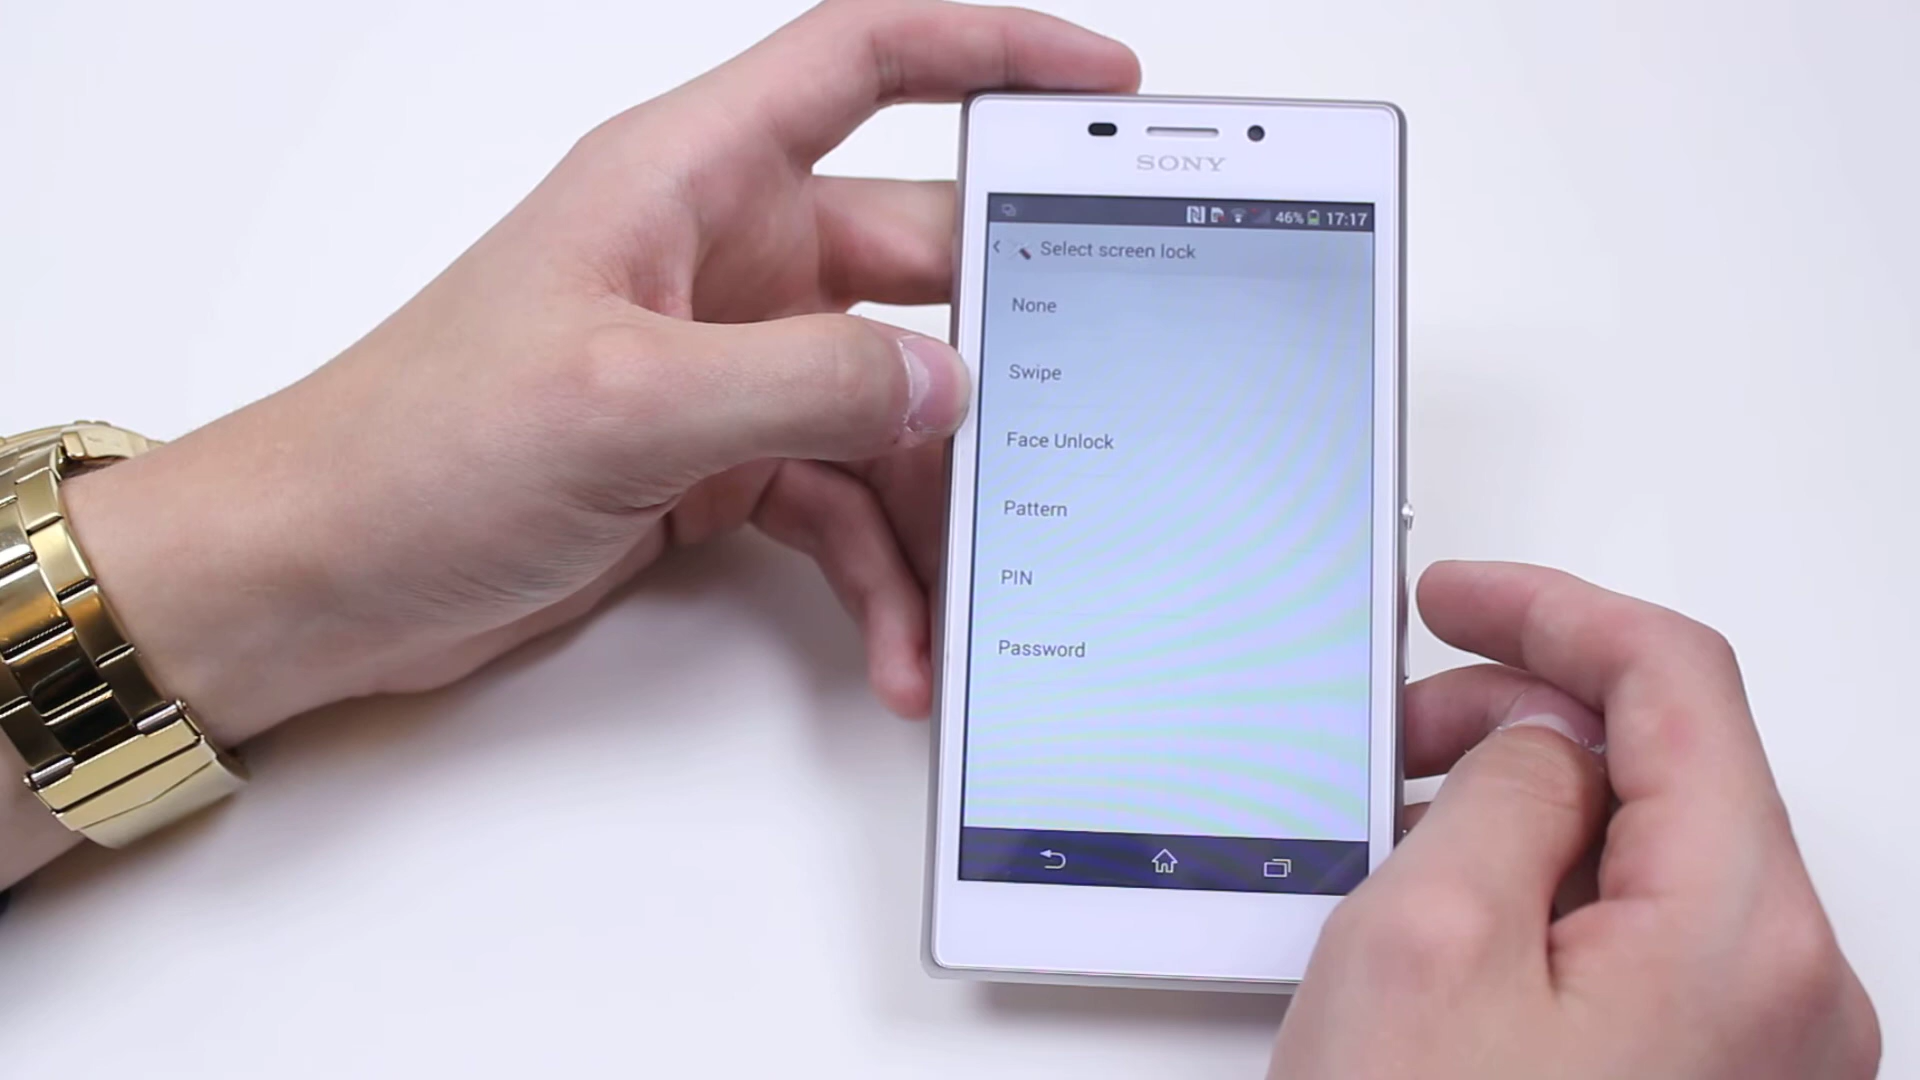 SONY
46% 17:17
Select screen lock
None
Swipe
Face Unlock
Pattern
PIN
Password